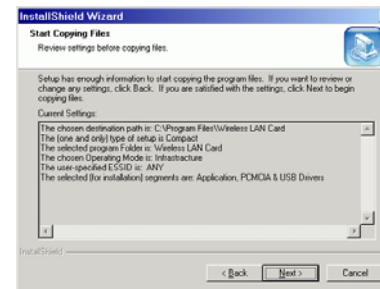 InstallShield Wizard
Start Copying Files
Review settings before copying files.
Setup has enough information to start copying the program files. If you want to review or
change any settings, click Back. If you are satisfied with the settings, click Next to begin
copying files.
Current Settings:
The chosen destination path is: C:\Program Files\Wireless LAN Card
The (one and only) type of setup is Compact
The selected program Folder is: Wireless LAN Card
The chosen Operating Mode is: Infrastracture
The user-specified ESSID is: ANY
The selected (for installation) segments are: Application, PCMCIA & USB Drivers
InstallShield
< Back
Next >
Cancel